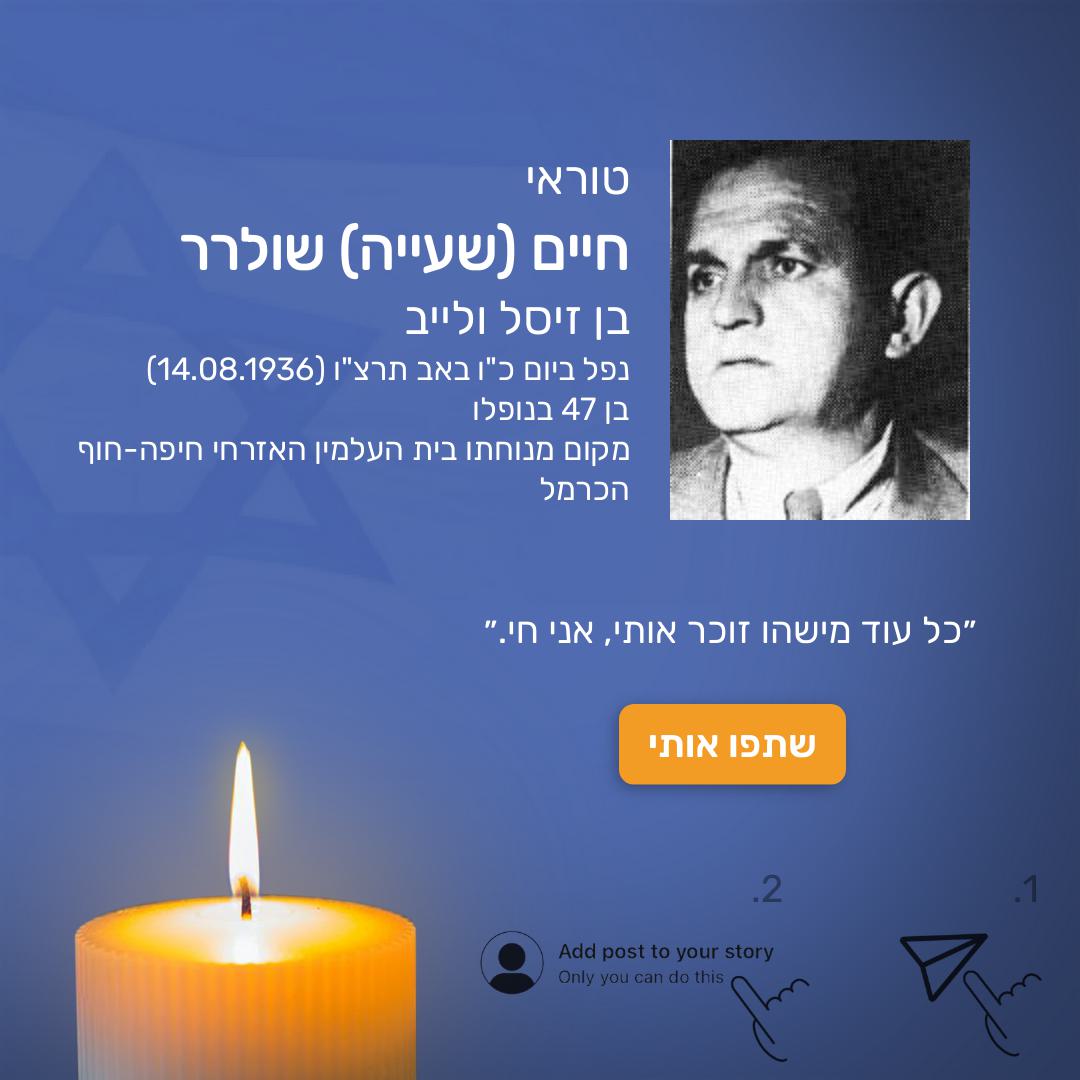 טוראי
חיים (שעייה) שולרר
בן זיסל ולייב
נפל ביום כ"ו באב תרצ"ו (14.08.1936)
בן 47 בנופלו
מקום מנוחתו בית העלמין האזרחי חיפה-חוף
הכרמל
״כל עוד מישהו זוכר אותי, אני חי.״
שתפו אותי
1.
2.
Add post to your story
Only you can do this